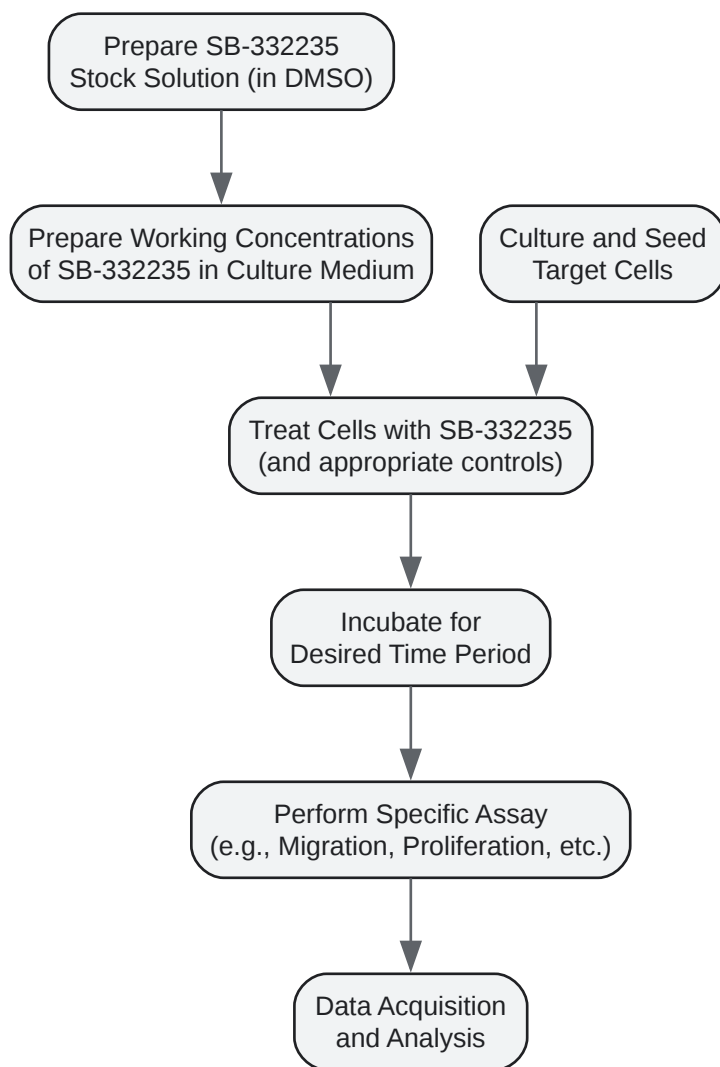 Prepare SB-332235
Stock Solution (in DMSO)
Prepare Working Concentrations
of SB-332235 in Culture Medium
Culture and Seed
Target Cells
Treat Cells with SB-332235
(and appropriate controls)
Incubate for
Desired Time Period
Perform Specific Assay
(e.g., Migration, Proliferation, etc.)
Data Acquisition
and Analysis